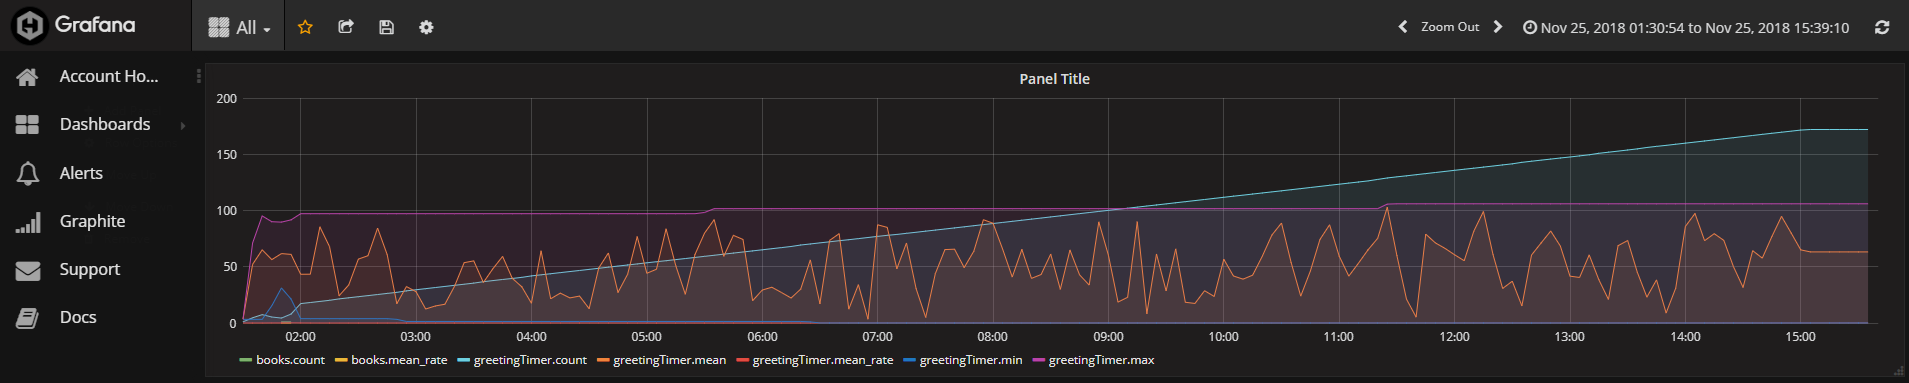 Grafana
All
Zoom Out
Nov 25, 2018 01:30:54 to Nov 25, 2018 15:39:10
Account Ho...
Dashboards
Alerts
Graphite
Support
Docs
Panel Title
200
150
100
50
0
02:00 03:00 04:00 05:00 06:00 07:00 08:00 09:00 10:00 11:00 12:00 13:00 14:00 15:00
books.count books.mean_rate greetingTimer.count greetingTimer.mean greetingTimer.mean_rate greetingTimer.min greetingTimer.max